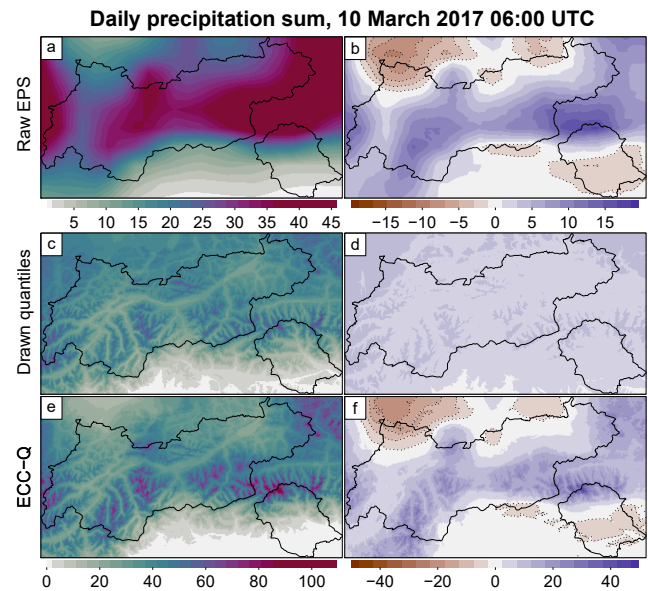 Daily precipitation sum, 10 March 2017 06:00 UTC
a
b
Raw EPS
5 10 15 20 25 30 35 40 45
−15 −10 −5 0 5 10 15
c
d
Drawn quantiles
e
f
ECC−Q
0 20 40 60 80 100
−40 −20 0 20 40